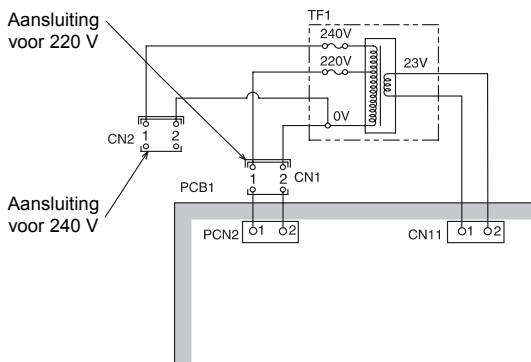 Aansluiting
voor 220 V
TF1
240V
220V
23V
0V
1 2
CN2
1 2
CN1
Aansluiting
voor 240 V
PCB1
PCN2
1 2
CN11
1 2